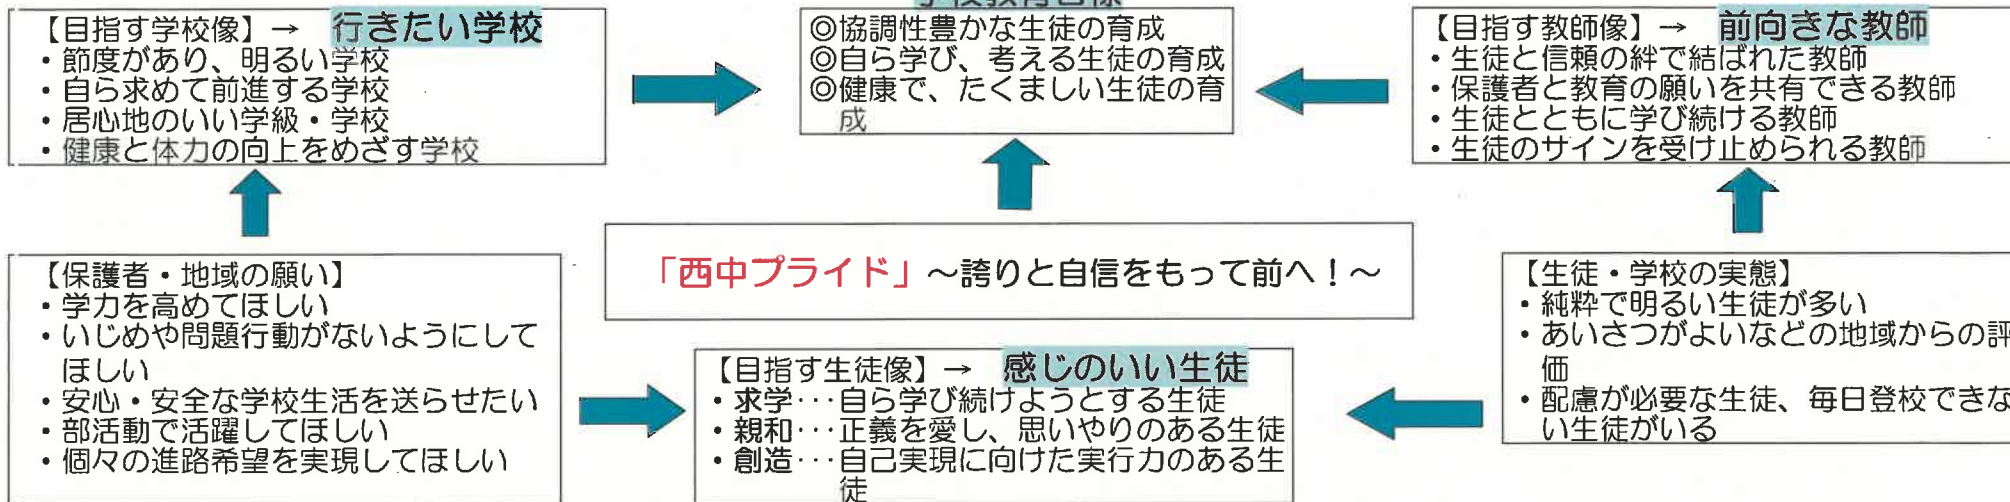 学校教育目標
【目指す学校像】→ 行きたい学校
・節度があり、明るい学校
・自ら求めて前進する学校
・居心地のいい学級・学校
・健康と体力の向上をめざす学校
◎協調性豊かな生徒の育成
◎自ら学び、考える生徒の育成
◎健康で、たくましい生徒の育
成
【目指す教師像】→ 前向きな教師
・生徒と信頼の絆で結ばれた教師
・保護者と教育の願いを共有できる教師
・生徒とともに学び続ける教師
・生徒のサインを受け止められる教師
「西中プライド」～誇りと自信をもって前へ！～
【保護者・地域の願い】
・学力を高めてほしい
・いじめや問題行動がないようにして
ほしい
・安心・安全な学校生活を送らせたい
・部活動で活躍してほしい
・個々の進路希望を実現してほしい
【目指す生徒像】→ 感じのいい生徒
・求学･･･自ら学び続けようとする生徒
・親和･･･正義を愛し、思いやりのある生徒
・創造･･･自己実現に向けた実行力のある生
徒
【生徒・学校の実態】
・純粋で明るい生徒が多い
・あいさつがよいなどの地域からの評
価
・配慮が必要な生徒、毎日登校できな
い生徒がいる